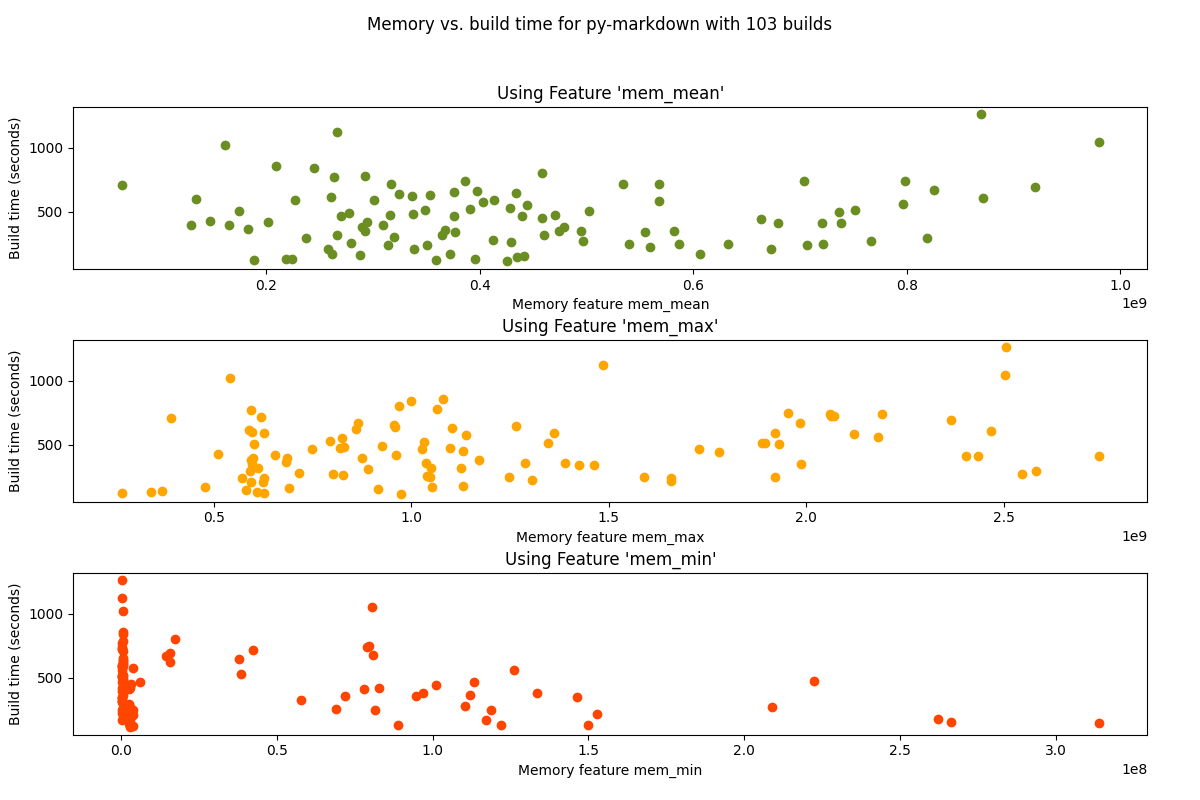 Memory vs. build time for py-markdown with 103 builds
Using Feature 'mem_mean'
Build time (seconds)
1000
500
0.2 0.4 0.6 0.8 1.0
1e9
Memory feature mem_mean
Using Feature 'mem_max'
Build time (seconds)
1000
500
0.5 1.0 1.5 2.0 2.5
1e9
Memory feature mem_max
Using Feature 'mem_min'
Build time (seconds)
1000
500
0.0 0.5 1.0 1.5 2.0 2.5 3.0
1e8
Memory feature mem_min